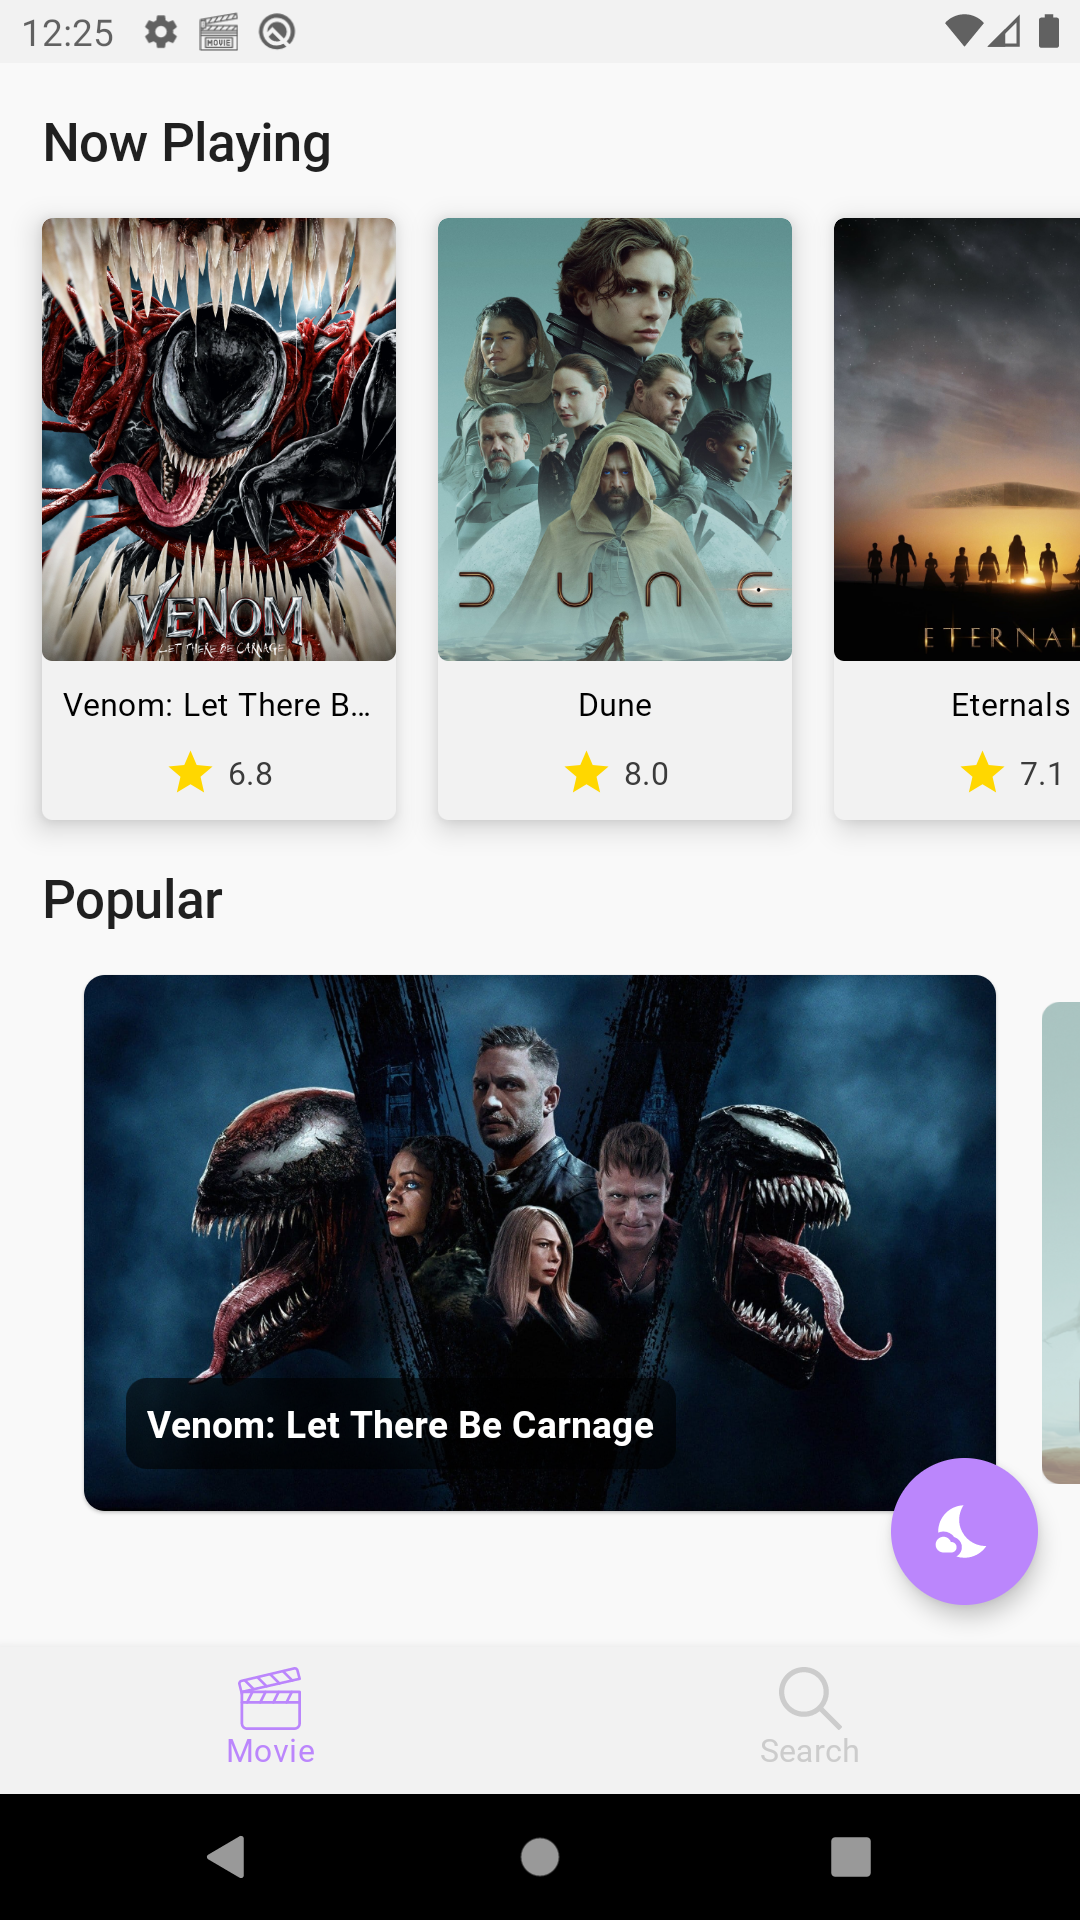 12:25
MOVIE
Now Playing
VENOM
LET THERE BE CARNAGE
DUNE
ETERNAL
Venom: Let There B...
Dune
Eternals
6.8
8.0
7.1
Popular
Venom: Let There Be Carnage
Movie
Search